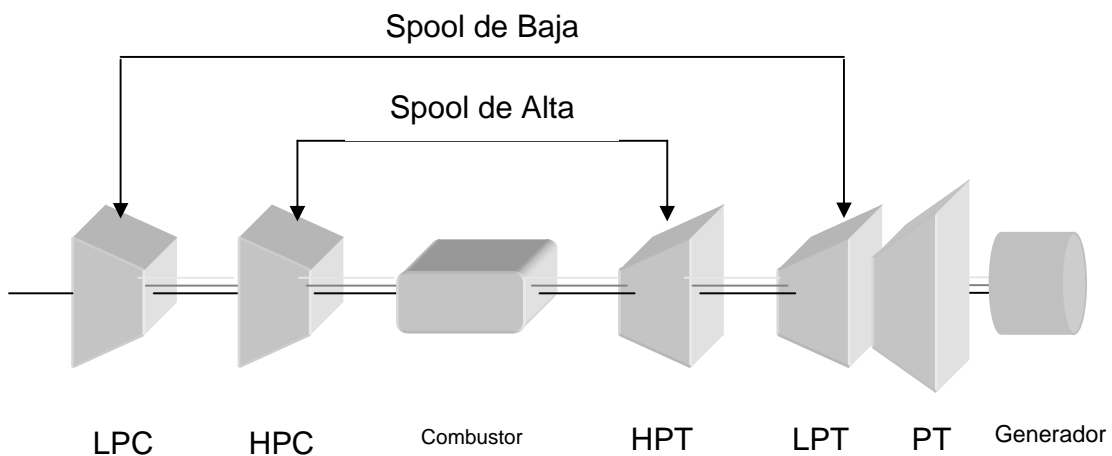 Spool de Baja
Spool de Alta
LPC HPC Combustor HPT LPT PT Generador